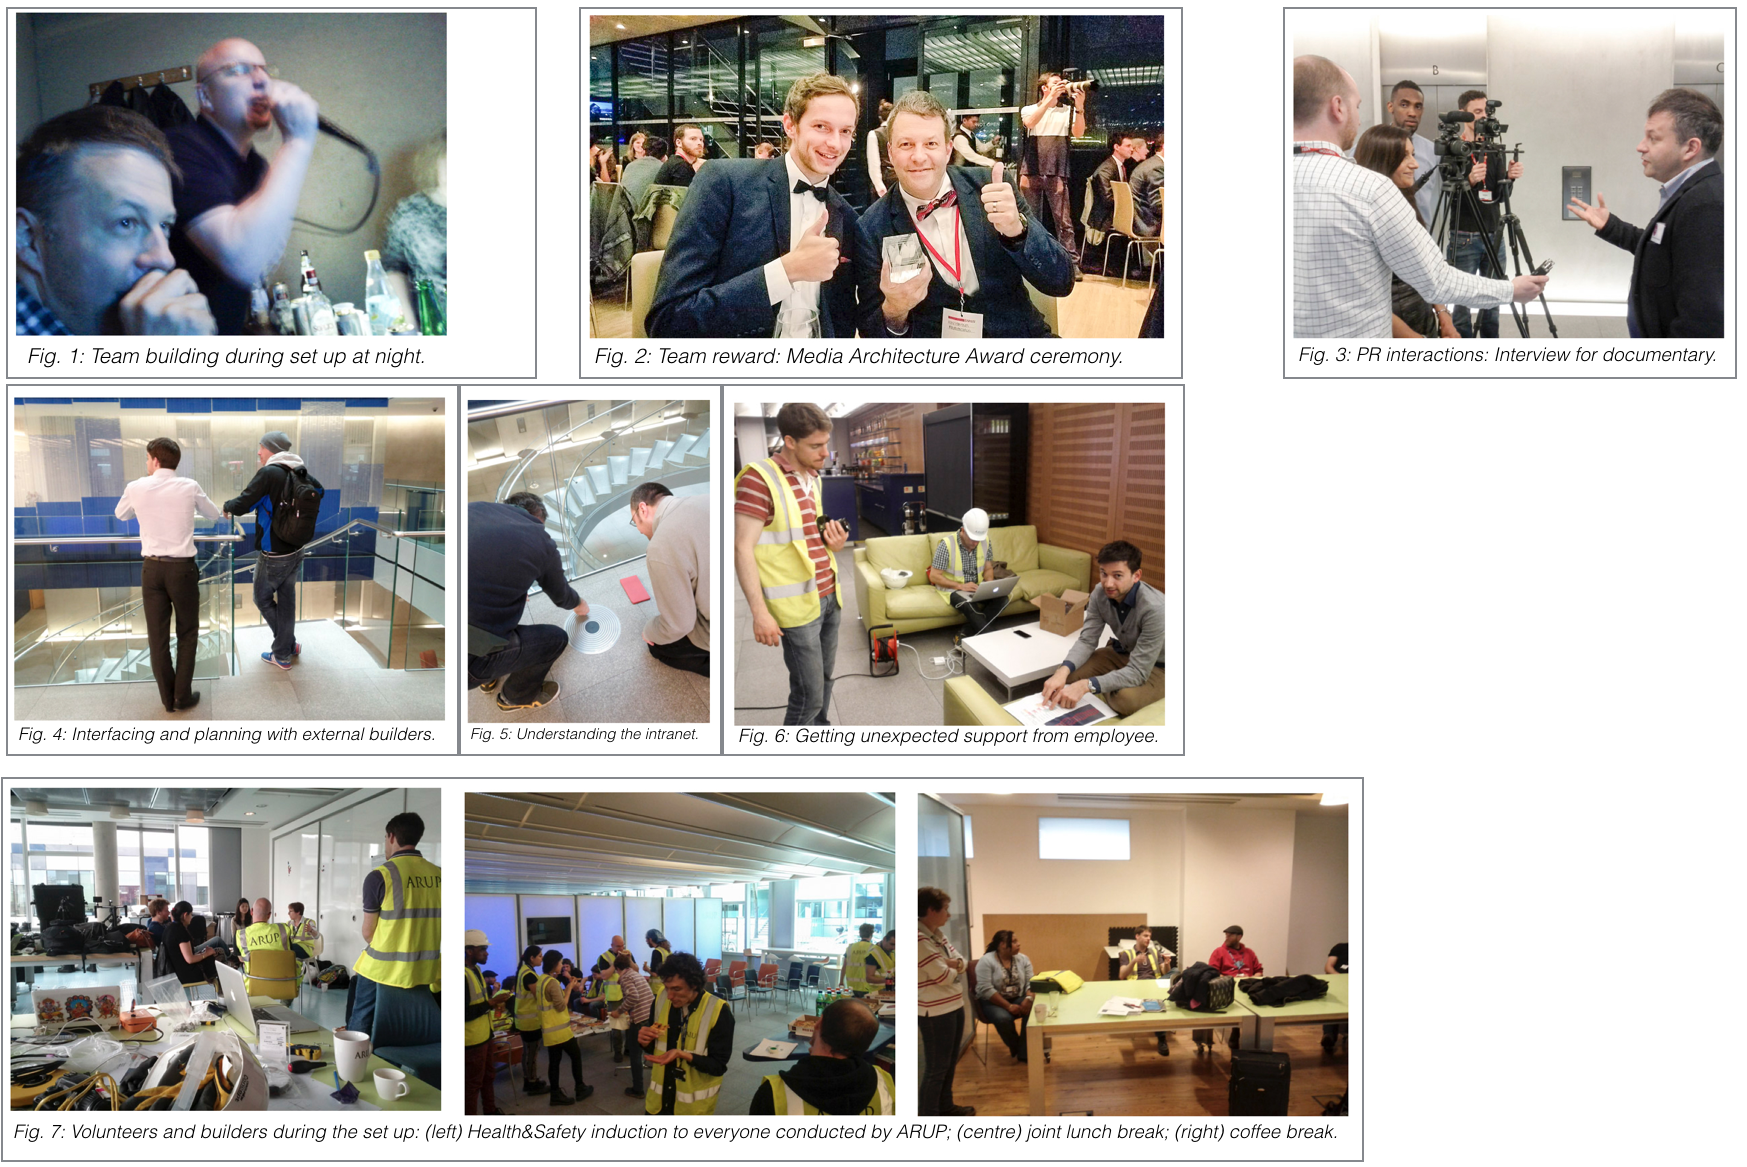 B
C
Fig. 1: Team building during set up at night.
Fig. 2: Team reward: Media Architecture Award ceremony.
Fig. 3: PR interactions: Interview for documentary.
Fig. 4: Interfacing and planning with external builders.
Fig. 5: Understanding the intranet.
Fig. 6: Getting unexpected support from employee.
ARUP
ARUP
ARUP
Fig. 7: Volunteers and builders during the set up: (left) Health&Safety induction to everyone conducted by ARUP; (centre) joint lunch break; (right) coffee break.